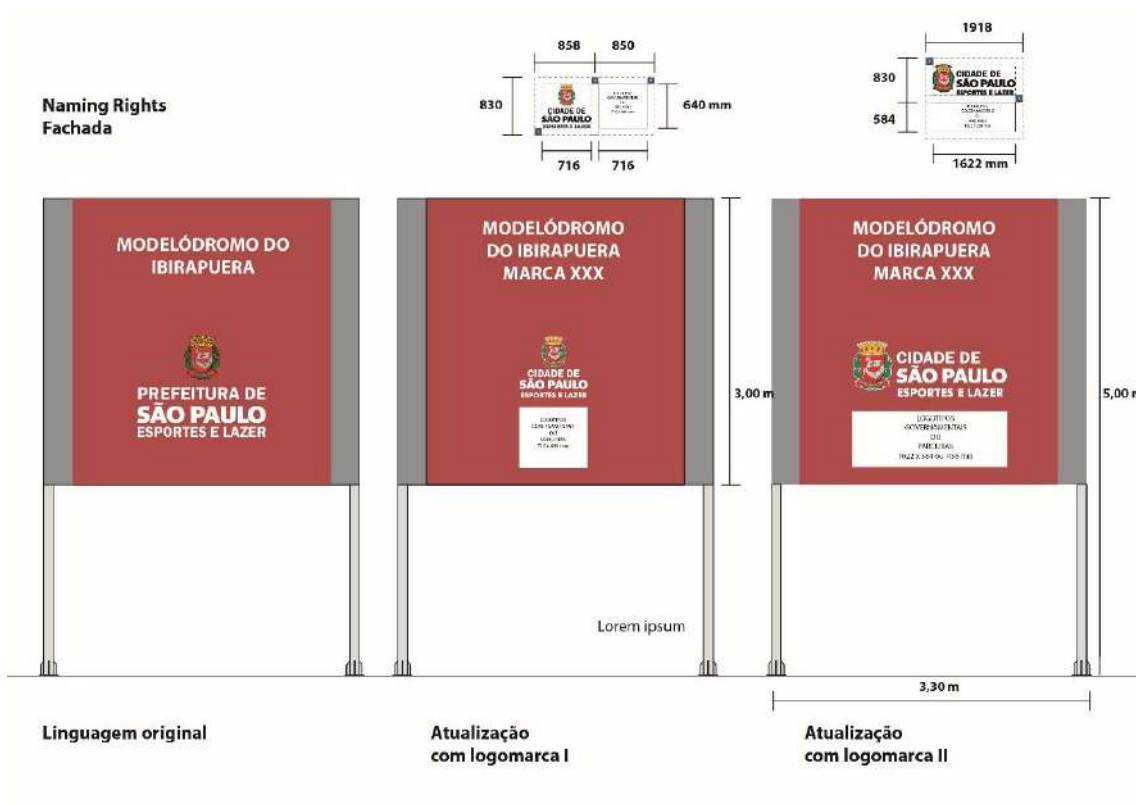 Naming Rights
Fachada
858
850
830
640 mm
716
716
CIDADE DE
SÃO PAULO
ESPORTES E LAZER
1918
830
584
1622 mm
CIDADE DE
SÃO PAULO
ESPORTES E LAZER
MODELÓDROMO DO
IBIRAPUERA
PREFEITURA DE
SÃO PAULO
ESPORTES E LAZER
MODELÓDROMO
DO IBIRAPUERA
MARCA XXX
CIDADE DE
SÃO PAULO
ESPORTES E LAZER
3,00 m
MODELÓDROMO
DO IBIRAPUERA
MARCA XXX
CIDADE DE
SÃO PAULO
ESPORTES E LAZER
LOGOTIPOS
GOVERNAMENTAIS
OU
PARCEIRAS
5,00 m
Lorem ipsum
3,30 m
Linguagem original
Atualização
com logomarca I
Atualização
com logomarca II